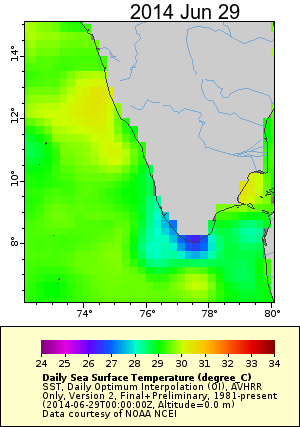 2014 Jun 29
14°
12°
10°
8°
74° 76° 78° 80°
24 25 26 27 28 29 30 31 32 33 34
Daily Sea Surface Temperature (degree_C)
SST, Daily Optimum Interpolation (OI), AVHRR
Only, Version 2, Final+Preliminary, 1981-present
(2014-06-29T00:00:00Z, Altitude=0.0 m)
Data courtesy of NOAA NCEI